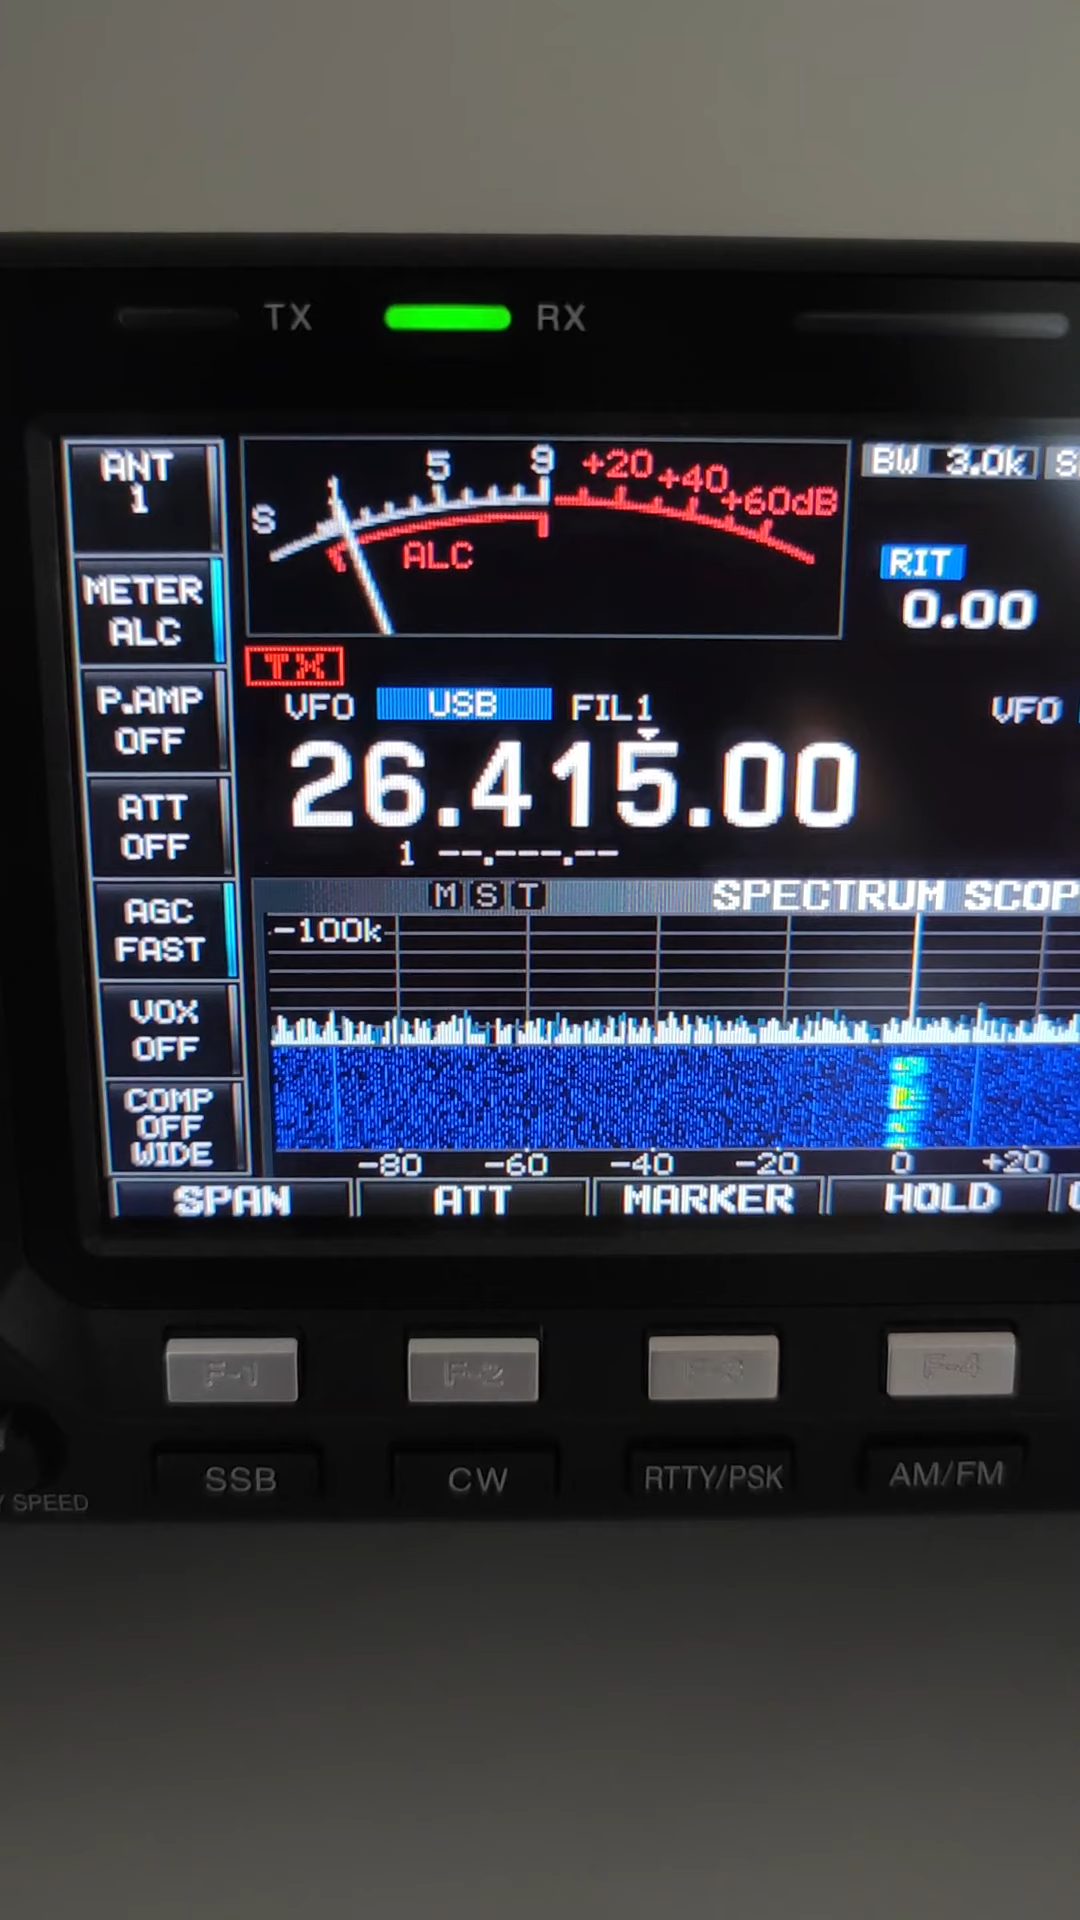 TX RX
ANT
1
S 1 5 9 +20 +40 +60dB
ALC
BW 3.0k S
RIT
0.00
METER
ALC
TX
P.AMP
OFF
VFO USB FIL1 VFO
26.415.00
1 --.---.--
ATT
OFF
AGC
FAST
MST SPECTRUM SCOP
-100k
VOX
OFF
COMP
OFF
WIDE
-80 -60 -40 -20 0 +20
SPAN ATT MARKER HOLD
F-1 F-2 F-3 F-4
SSB CW RTTY/PSK AM/FM
/ SPEED